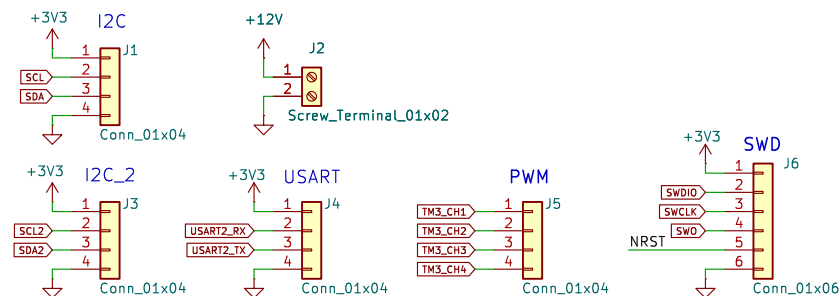 I2C
+3V3
J1
1
SCL 2
SDA 3
4
Conn_01x04
+12V
J2
1
2
Screw_Terminal_01x02
I2C_2
+3V3
J3
1
SCL2 2
SDA2 3
4
Conn_01x04
USART
+3V3
J4
1
USART2_RX 2
USART2_TX 3
4
Conn_01x04
PWM
J5
TM3_CH1 1
TM3_CH2 2
TM3_CH3 3
TM3_CH4 4
Conn_01x04
SWD
+3V3
J6
1
SWDIO 2
SWCLK 3
SWO 4
NRST 5
6
Conn_01x06